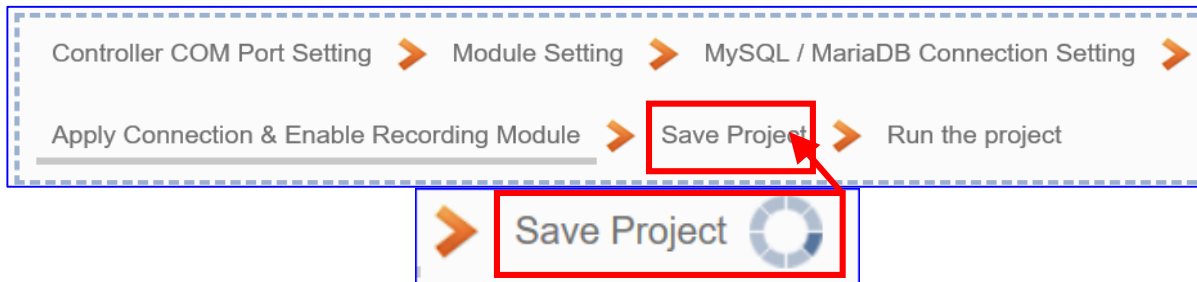 Controller COM Port Setting Module Setting MySQL / MariaDB Connection Setting
Apply Connection & Enable Recording Module Save Project Run the project
Save Project